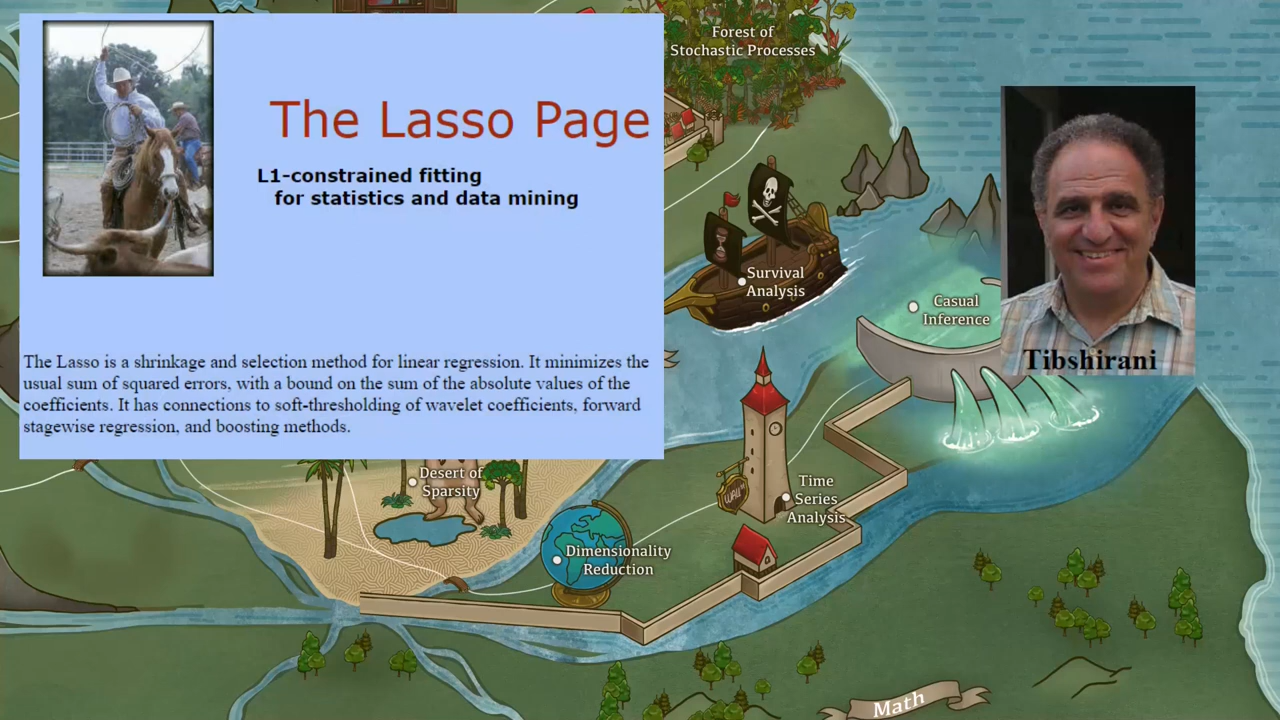 The Lasso Page
L1-constrained fitting
for statistics and data mining
The Lasso is a shrinkage and selection method for linear regression. It minimizes the
usual sum of squared errors, with a bound on the sum of the absolute values of the
coefficients. It has connections to soft-thresholding of wavelet coefficients, forward
stagewise regression, and boosting methods.
Forest of
Stochastic Processes
Survival
Analysis
Casual
Inference
Tibshirani
Desert of
Sparsity
Time
Series
Analysis
Dimensionality
Reduction
Math